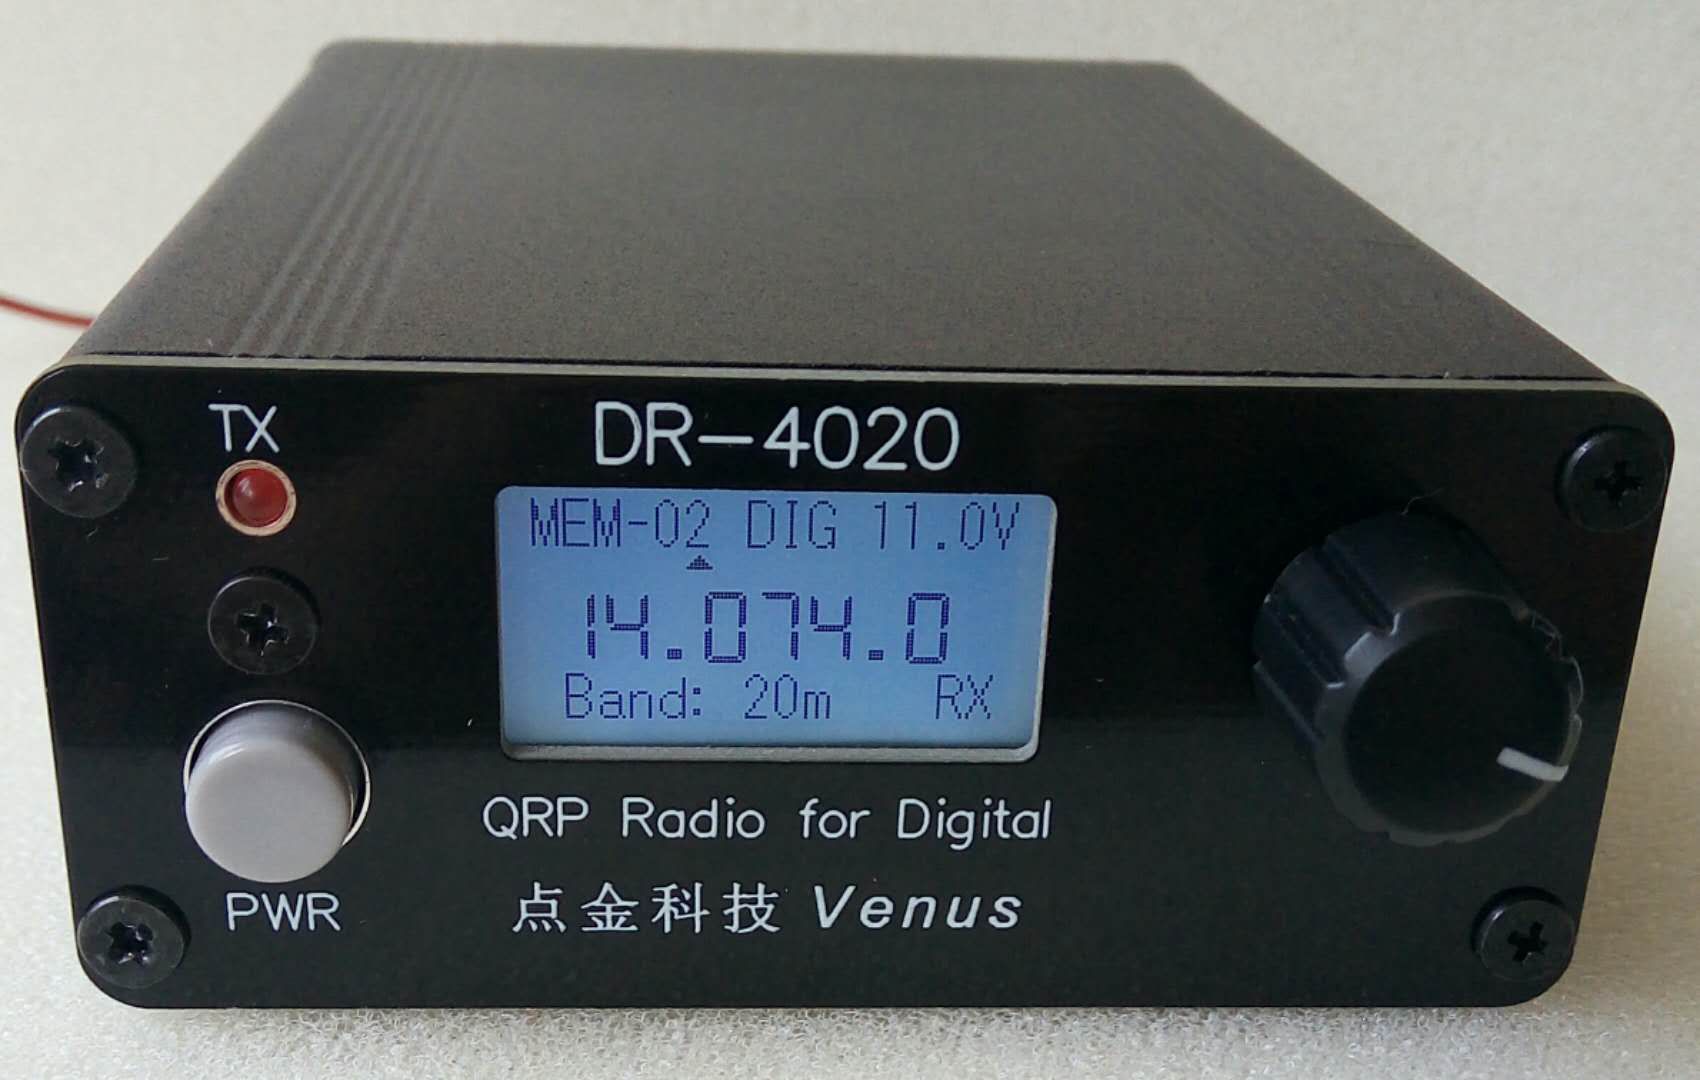 TX
DR-4020
MEM-02 DIG 11.0V
14.074.0
Band: 20m RX
QRP Radio for Digital
PWR
点金科技 Venus